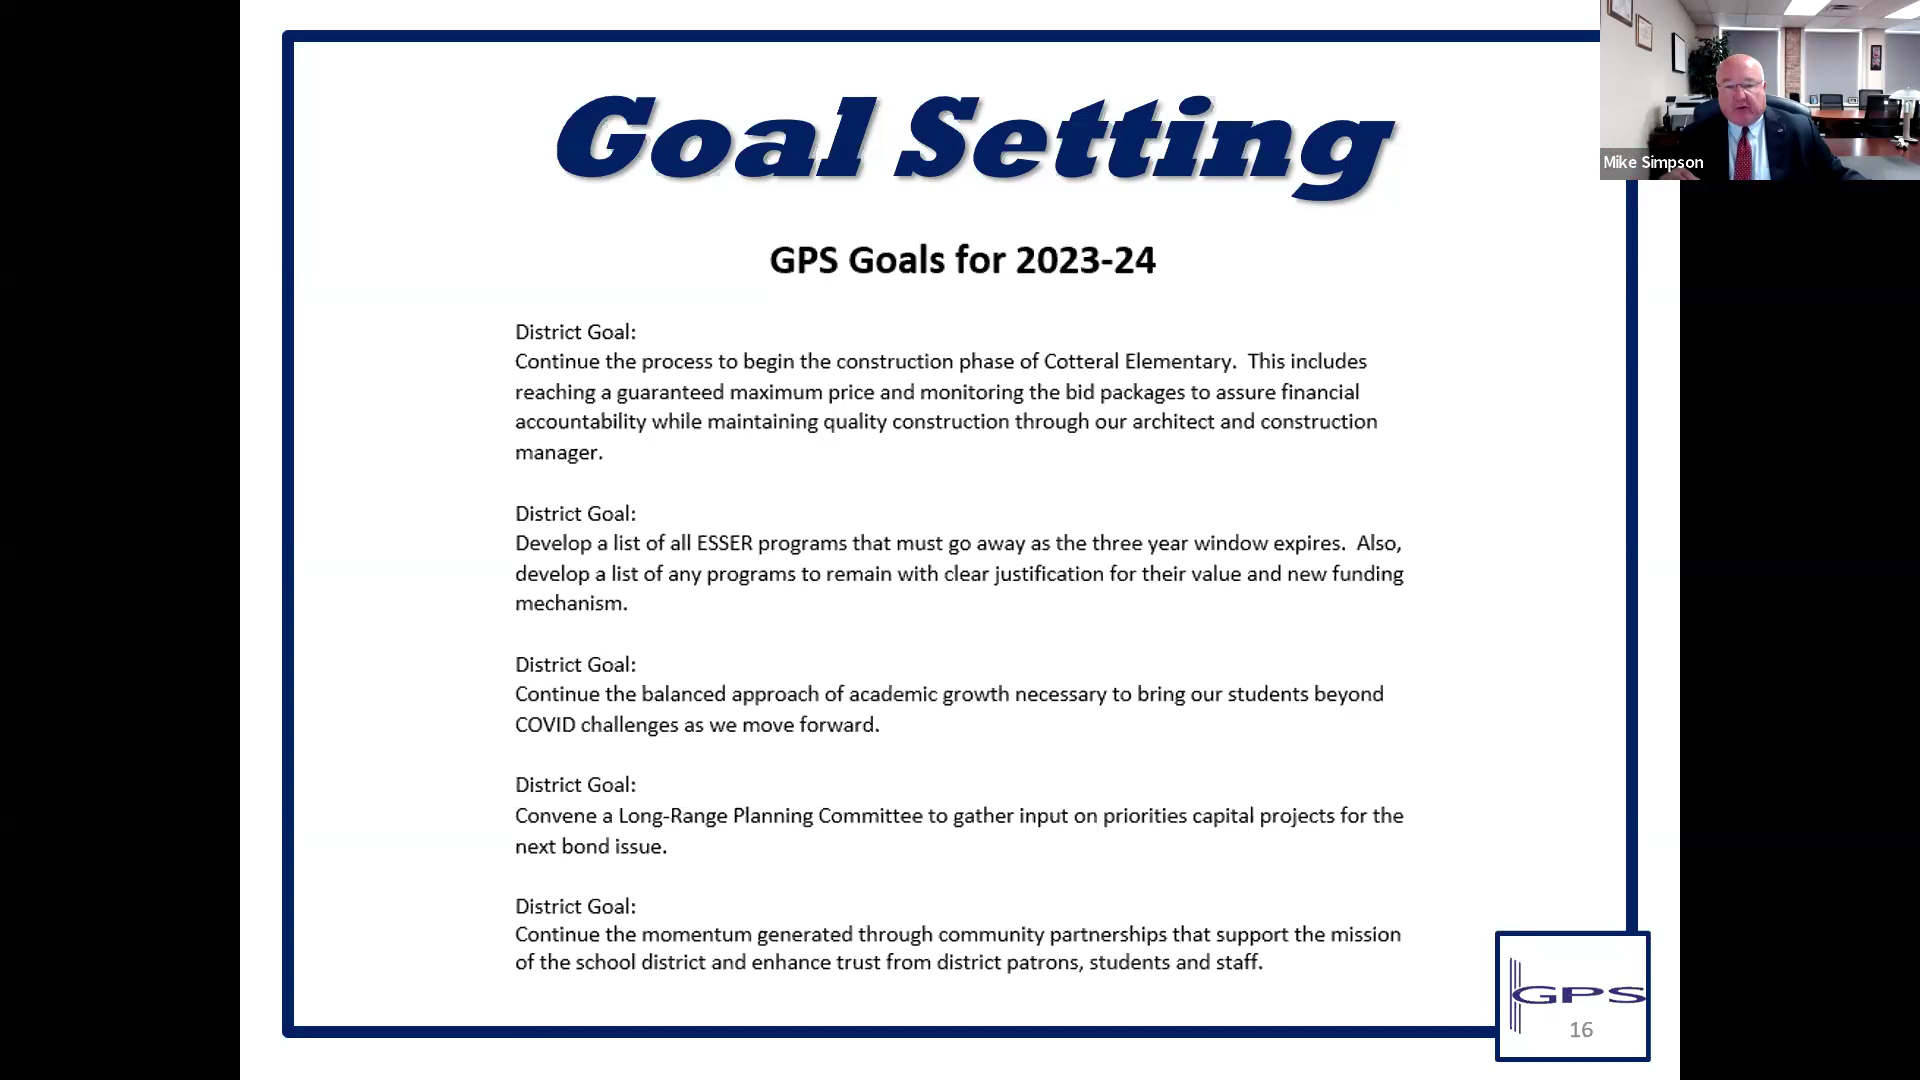 Goal Setting
Mike Simpson
GPS Goals for 2023-24
District Goal:
Continue the process to begin the construction phase of Cotteral Elementary. This includes
reaching a guaranteed maximum price and monitoring the bid packages to assure financial
accountability while maintaining quality construction through our architect and construction
manager.
District Goal:
Develop a list of all ESSER programs that must go away as the three year window expires. Also,
develop a list of any programs to remain with clear justification for their value and new funding
mechanism.
District Goal:
Continue the balanced approach of academic growth necessary to bring our students beyond
COVID challenges as we move forward.
District Goal:
Convene a Long-Range Planning Committee to gather input on priorities capital projects for the
next bond issue.
District Goal:
Continue the momentum generated through community partnerships that support the mission
of the school district and enhance trust from district patrons, students and staff.
GPS
16